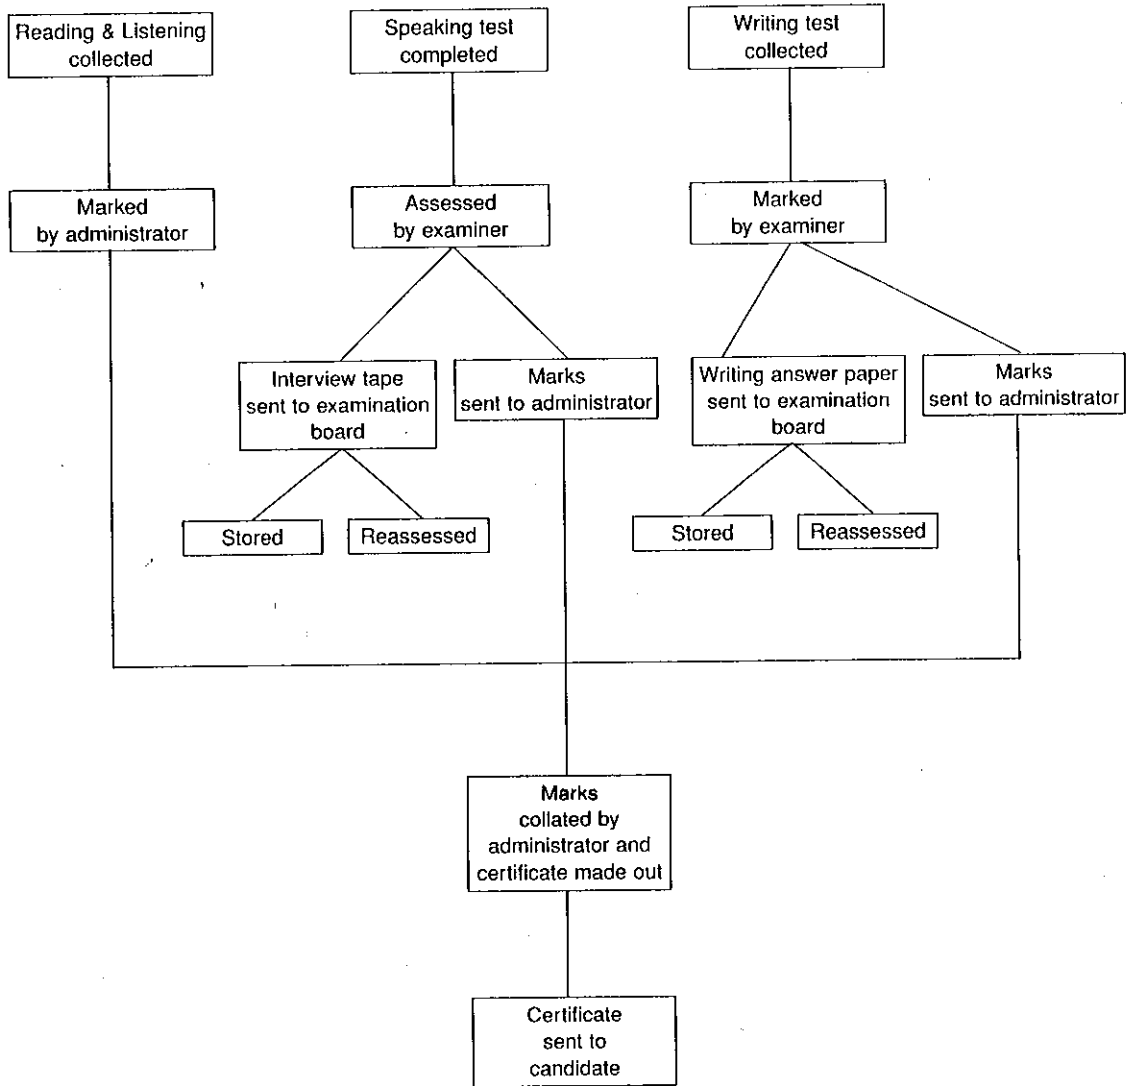 Reading & Listening
collected
Speaking test
completed
Writing test
collected
Marked
by administrator
Assessed
by examiner
Marked
by examiner
Interview tape
sent to examination
board
Marks
sent to administrator
Writing answer paper
sent to examination
board
Marks
sent to administrator
Stored
Reassessed
Stored
Reassessed
Marks
collated by
administrator and
certificate made out
Certificate
sent to
candidate